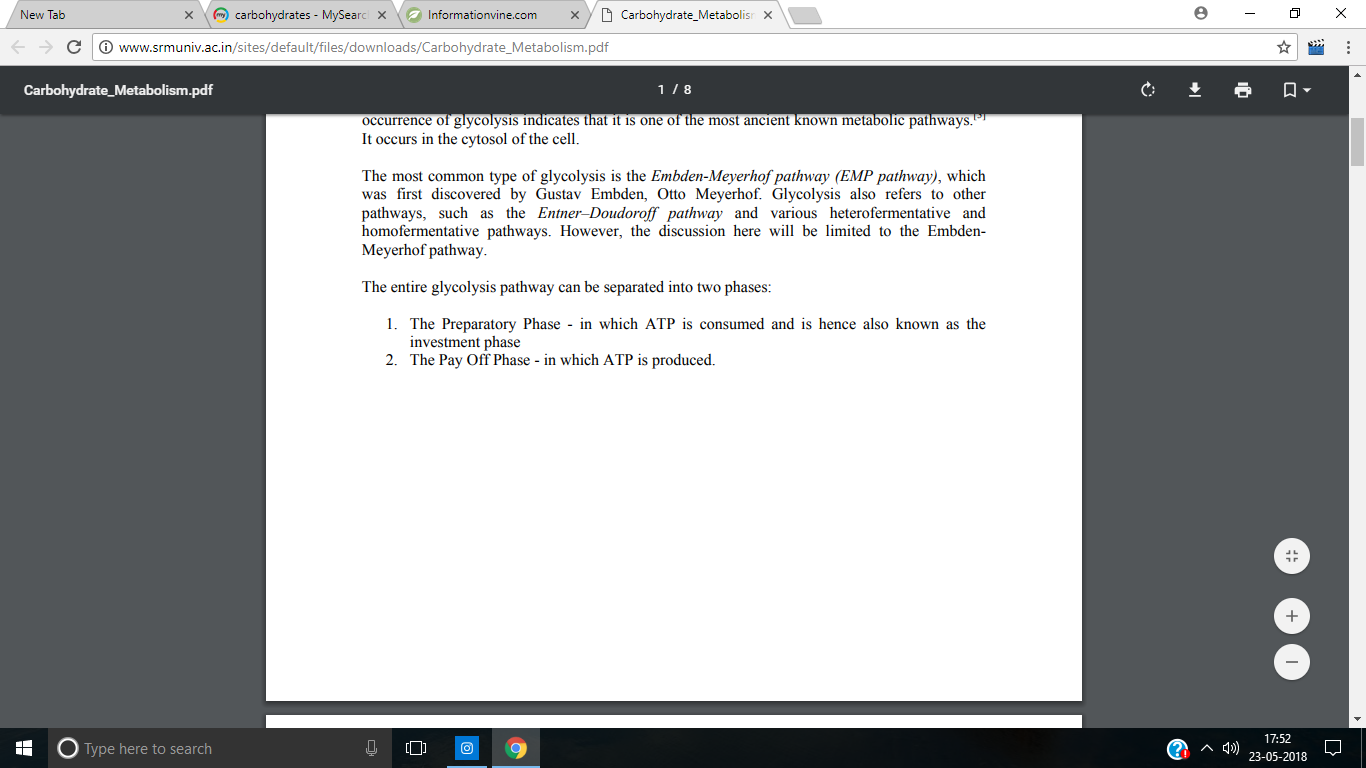 New Tab
carbohydrates - MySearc
Informationvine.com
Carbohydrate_Metabolis
www.srmuniv.ac.in/sites/default/files/downloads/Carbohydrate_Metabolism.pdf
Carbohydrate_Metabolism.pdf
1 / 8
occurrence of glycolysis indicates that it is one of the most ancient known metabolic pathways.[3]
It occurs in the cytosol of the cell.
The most common type of glycolysis is the Embden-Meyerhof pathway (EMP pathway), which
was first discovered by Gustav Embden, Otto Meyerhof. Glycolysis also refers to other
pathways, such as the Entner–Doudoroff pathway and various heterofermentative and
homofermentative pathways. However, the discussion here will be limited to the Embden-
Meyerhof pathway.
The entire glycolysis pathway can be separated into two phases:
1. The Preparatory Phase - in which ATP is consumed and is hence also known as the
investment phase
2. The Pay Off Phase - in which ATP is produced.
Type here to search
17:52
23-05-2018